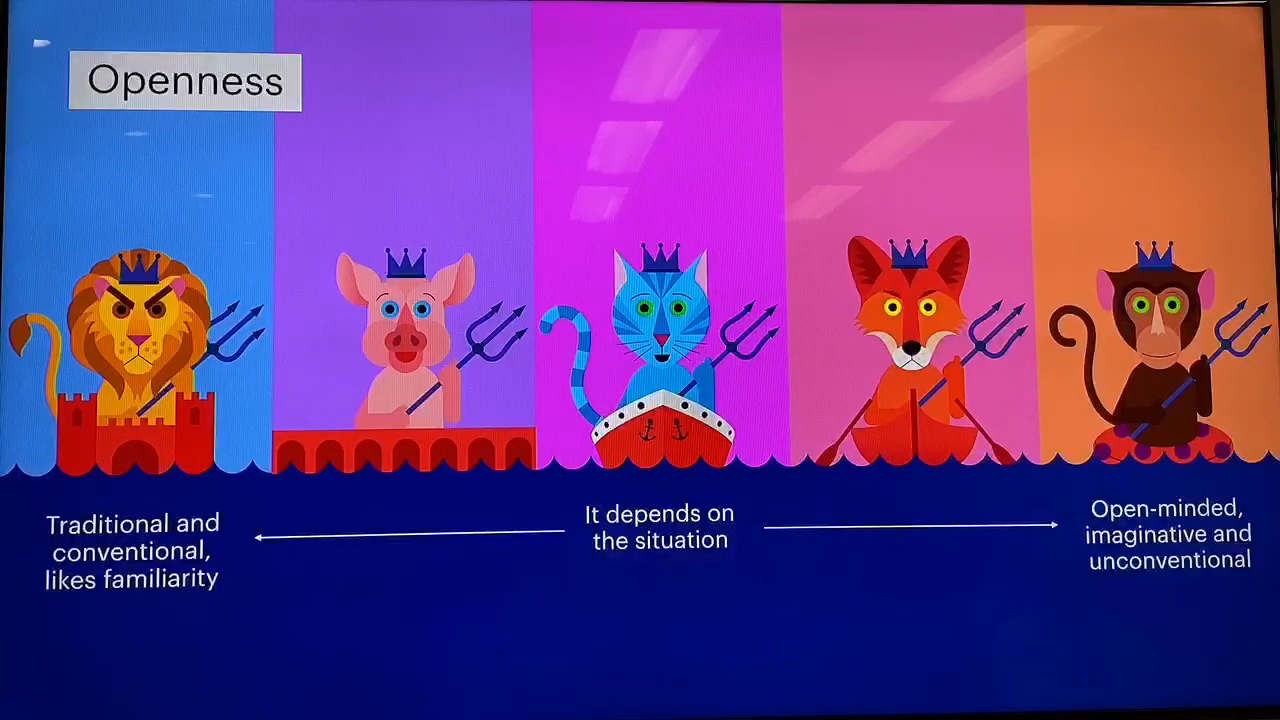 Openness
Traditional and
conventional,
likes familiarity
It depends on
the situation
Open-minded,
imaginative and
unconventional